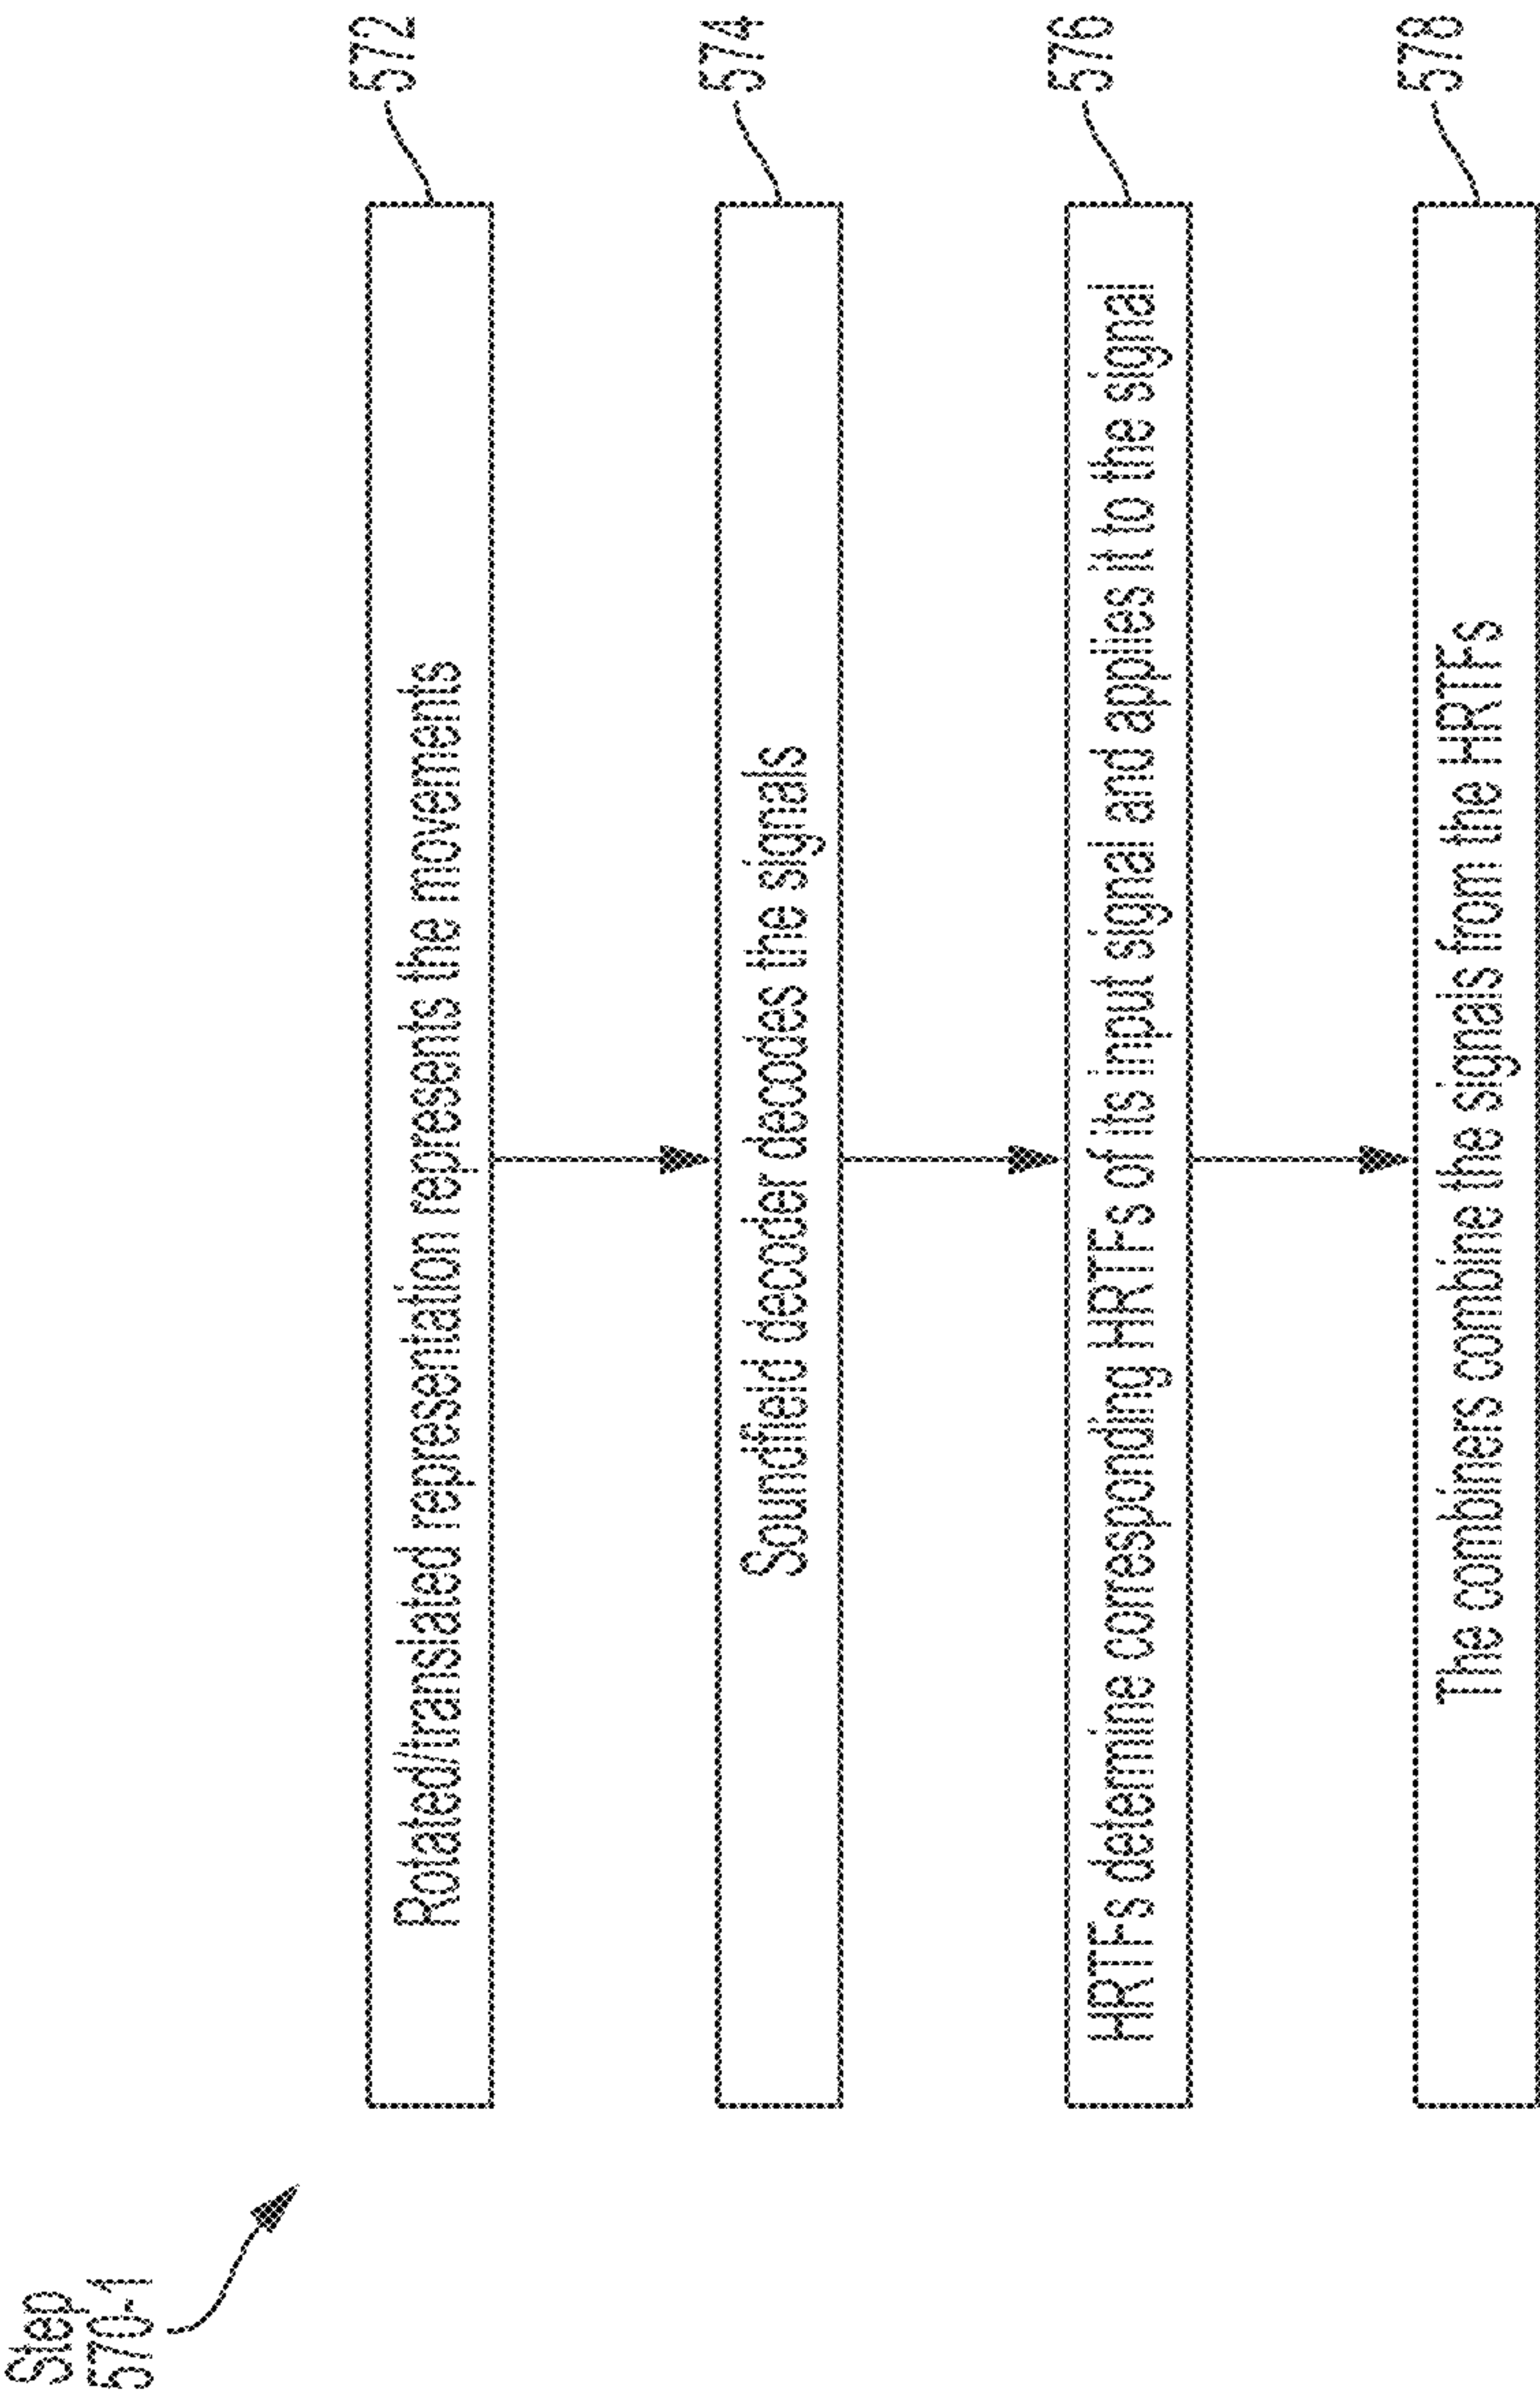 Step
570-1
Rotated/translated representation represents the movements
572
Soundfield decoder decodes the signals
574
HRTFs determine corresponding HRTFs of its input signal and applies it to the signal
576
The combiners combine the signals from the HRTFs
578